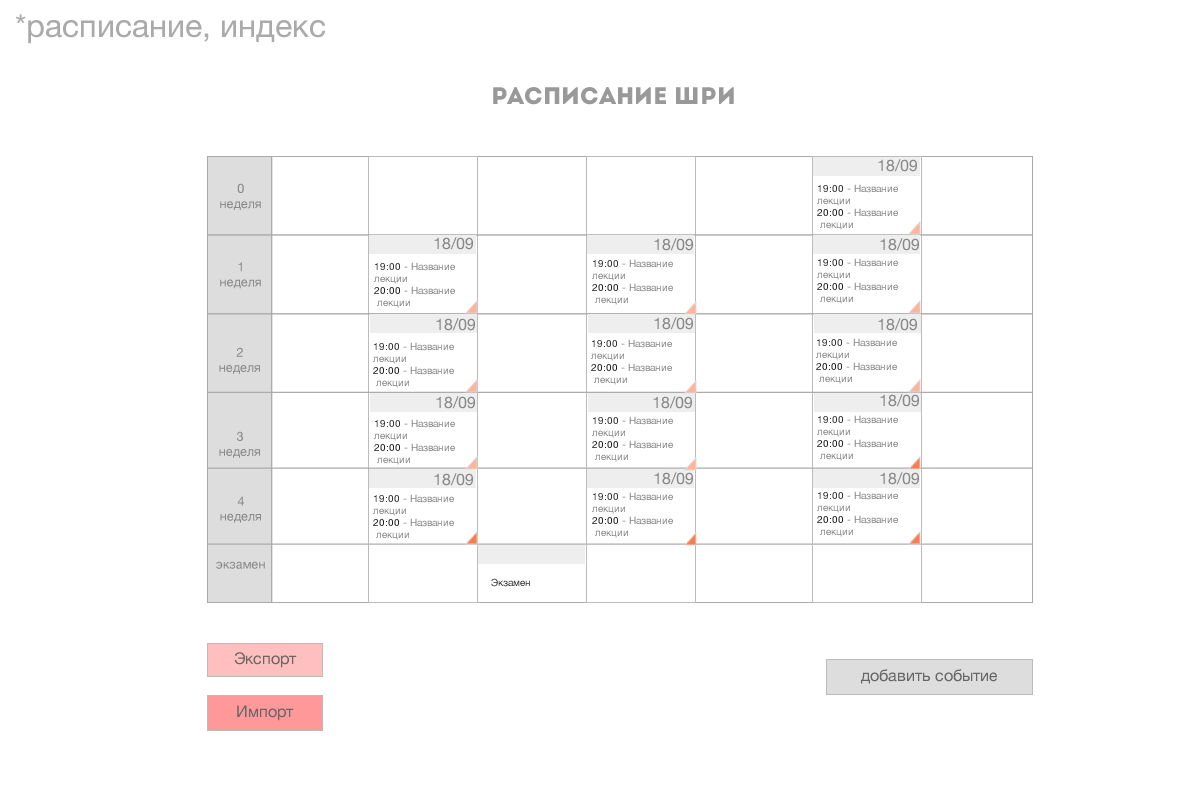 *расписание, индекс
РАСПИСАНИЕ ШРИ
0
неделя
18/09
19:00 - Название
лекции
20:00 - Название
лекции
1
неделя
18/09
19:00 - Название
лекции
20:00 - Название
лекции
18/09
19:00 - Название
лекции
20:00 - Название
лекции
18/09
19:00 - Название
лекции
20:00 - Название
лекции
2
неделя
18/09
19:00 - Название
лекции
20:00 - Название
лекции
18/09
19:00 - Название
лекции
20:00 - Название
лекции
18/09
19:00 - Название
лекции
20:00 - Название
лекции
3
неделя
18/09
19:00 - Название
лекции
20:00 - Название
лекции
18/09
19:00 - Название
лекции
20:00 - Название
лекции
18/09
19:00 - Название
лекции
20:00 - Название
лекции
4
неделя
18/09
19:00 - Название
лекции
20:00 - Название
лекции
18/09
19:00 - Название
лекции
20:00 - Название
лекции
18/09
19:00 - Название
лекции
20:00 - Название
лекции
экзамен
Экзамен
Экспорт
добавить событие
Импорт